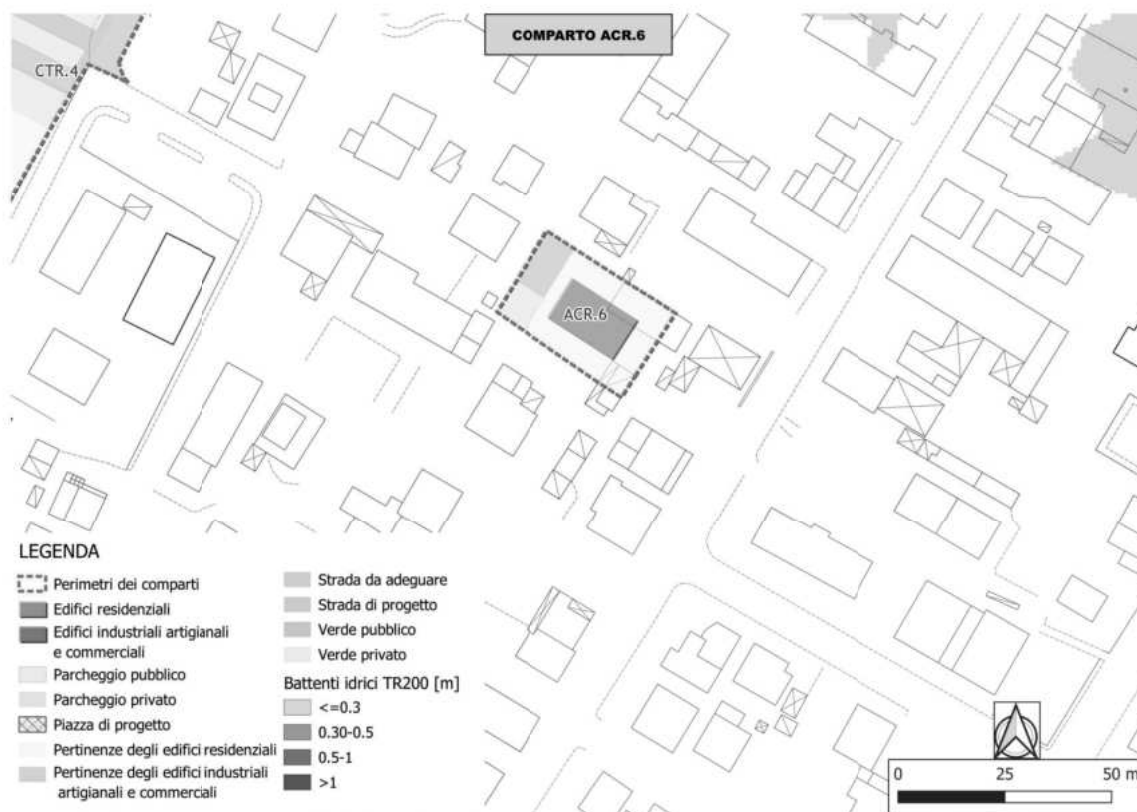 COMPARTO ACR.6
CTR.4
ACR.6
LEGENDA
Perimetri dei comparti
Edifici residenziali
Edifici industriali artigianali
e commerciali
Parcheggio pubblico
Parcheggio privato
Piazza di progetto
Pertinenze degli edifici residenziali
Pertinenze degli edifici industriali
artigianali e commerciali
Strada da adeguare
Strada di progetto
Verde pubblico
Verde privato
Battenti idrici TR200 [m]
<=0.3
0.30-0.5
0.5-1
>1
0 25 50 m